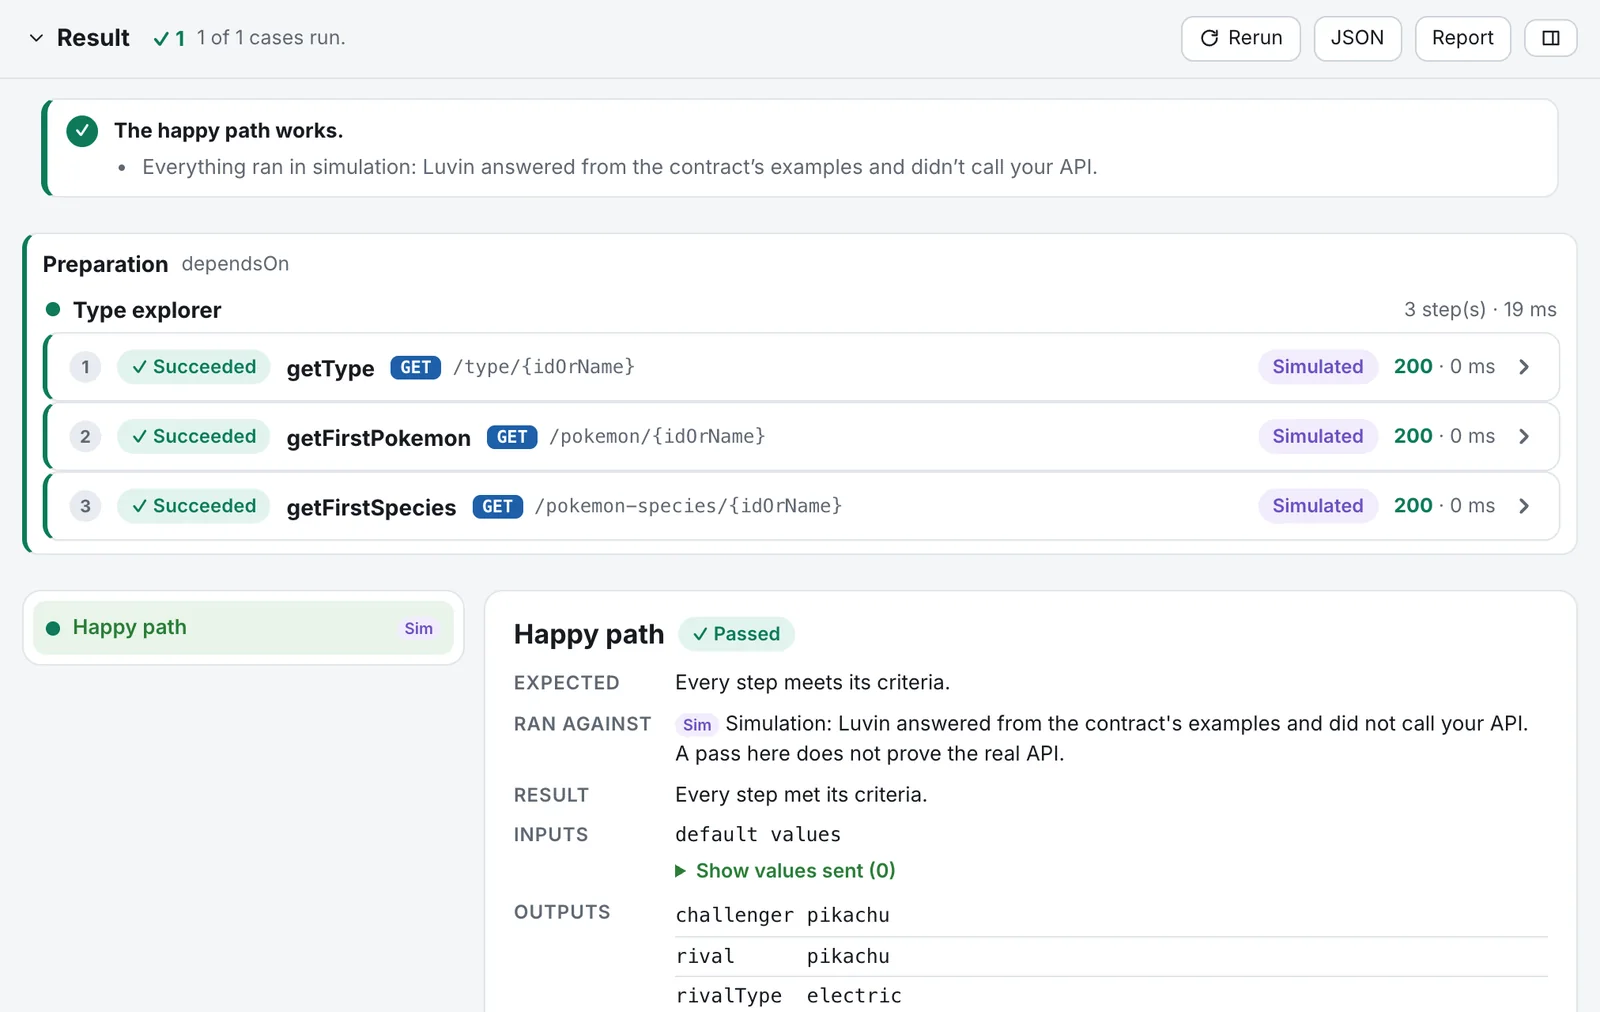 Result ✓ 1 1 of 1 cases run. Rerun JSON Report
The happy path works.
• Everything ran in simulation: Luvin answered from the contract’s examples and didn’t call your API.
Preparation dependsOn
Type explorer 3 step(s) · 19 ms
1 ✓ Succeeded getType GET /type/{idOrName} Simulated 200 · 0 ms
2 ✓ Succeeded getFirstPokemon GET /pokemon/{idOrName} Simulated 200 · 0 ms
3 ✓ Succeeded getFirstSpecies GET /pokemon-species/{idOrName} Simulated 200 · 0 ms
Happy path Sim
Happy path ✓ Passed
EXPECTED Every step meets its criteria.
RAN AGAINST Sim Simulation: Luvin answered from the contract's examples and did not call your API.
A pass here does not prove the real API.
RESULT Every step met its criteria.
INPUTS default values
▶ Show values sent (0)
OUTPUTS challenger pikachu
rival pikachu
rivalType electric